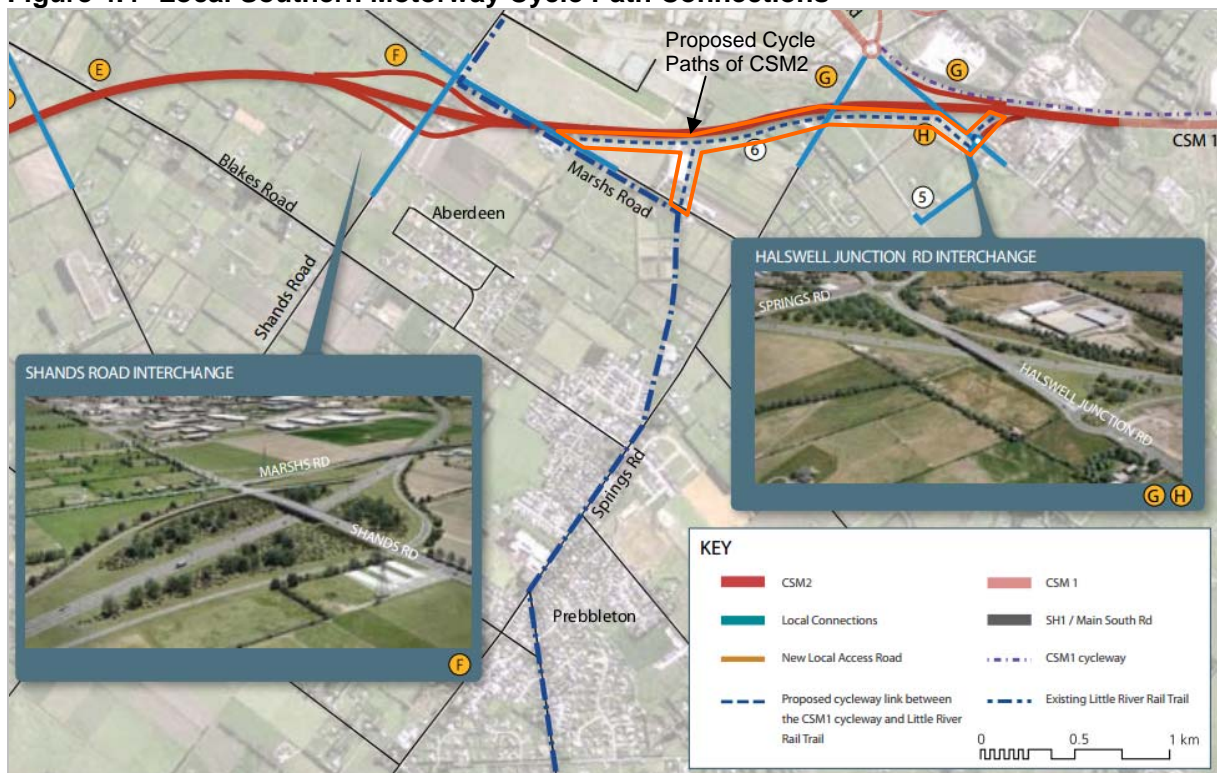 Figure Local Southern Motorway Cycle Path Connections
Proposed Cycle
Paths of CSM2
E
F
G
G
H
6
5
CSM 1
Blakes Road
Marshs Road
Aberdeen
Shands Road
Springs Rd
Prebbleton
HALSWELL JUNCTION RD INTERCHANGE
SPRINGS RD
HALSWELL JUNCTION RD
G H
SHANDS ROAD INTERCHANGE
MARSHS RD
SHANDS RD
F
KEY
CSM2
CSM 1
Local Connections
SH1 / Main South Rd
New Local Access Road
CSM1 cycleway
Proposed cycleway link between
the CSM1 cycleway and Little River
Rail Trail
Existing Little River Rail Trail
0 0.5 1 km